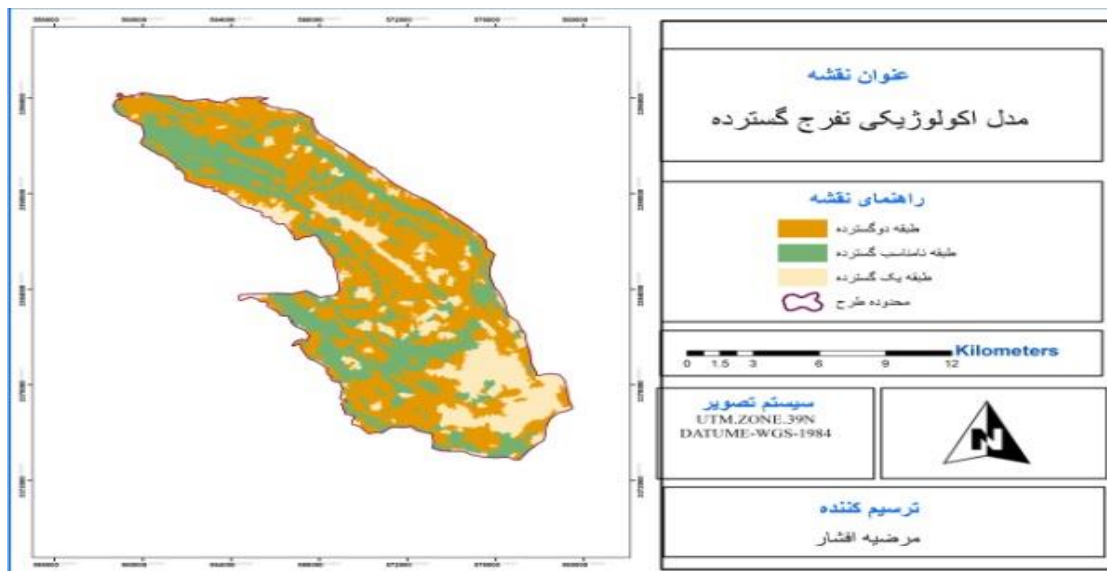 عنوان نقشه
مدل اکولوژیکی تفرج گسترده
راهنمای نقشه
طبقه دوگسترده
طبقه نامناسب گسترده
طبقه یک گسترده
محدوده طرح
0 1.5 3 6 9 12 Kilometers
سیستم تصویر
UTM.ZONE.39N
DATUME-WGS-1984
N
ترسیم کننده
مرضیه افشار